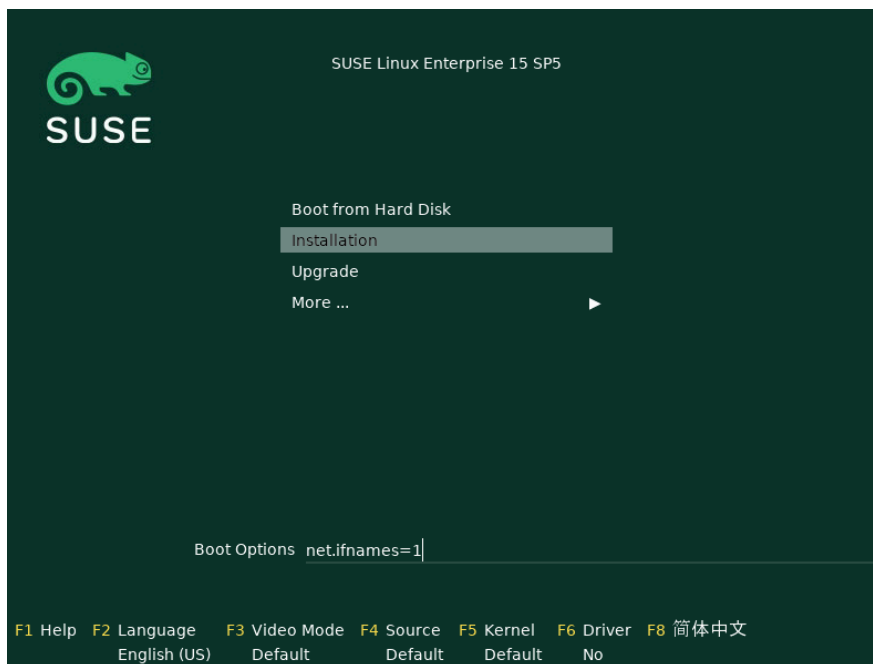 SUSE Linux Enterprise 15 SP5
SUSE
Boot from Hard Disk
Installation
Upgrade
More ...
Boot Options net.ifnames=1
F1 Help F2 Language F3 Video Mode F4 Source F5 Kernel F6 Driver F8 简体中文
English (US) Default Default Default No